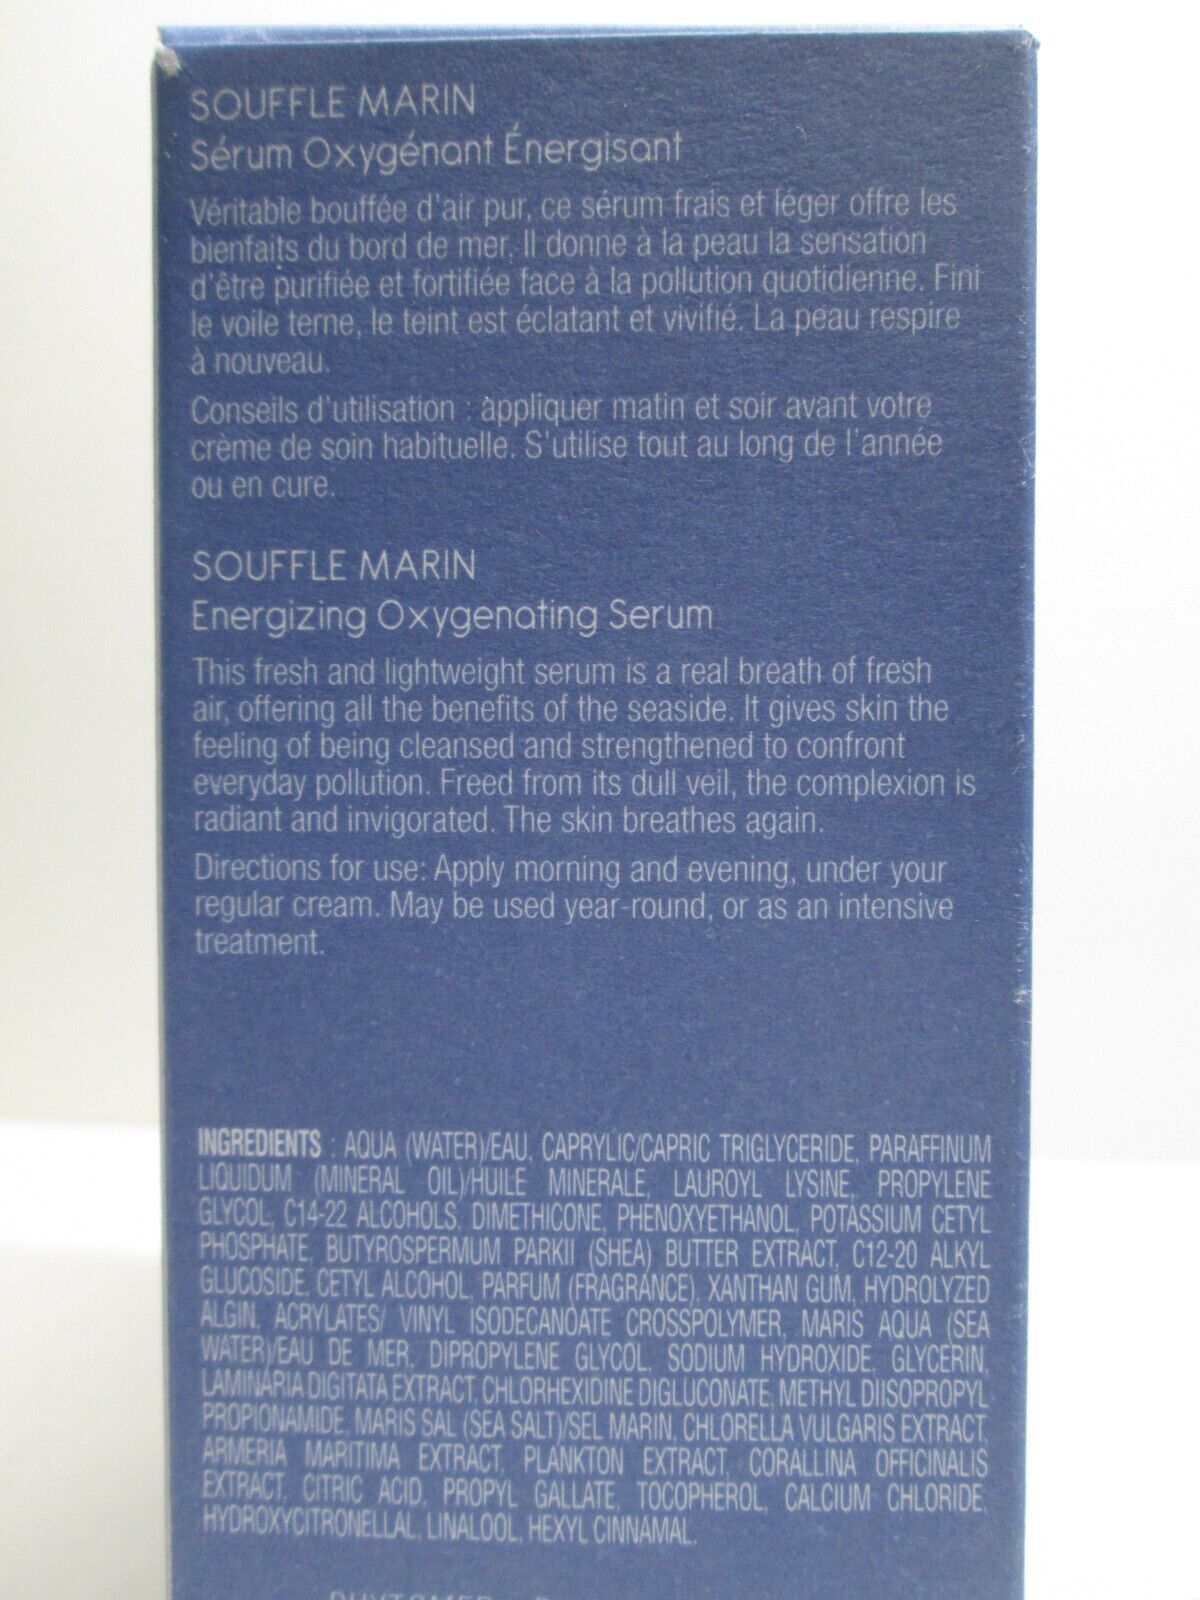 SOUFFLE MARIN
Sérum Oxygénant Énergisant
Véritable bouffée d'air pur, ce sérum frais et léger offre les
bienfaits du bord de mer. Il donne à la peau la sensation
d'être purifiée et fortifiée face à la pollution quotidienne. Fini
le voile terne, le teint est éclatant et vivifié. La peau respire
à nouveau.
Conseils d'utilisation : appliquer matin et soir avant votre
crème de soin habituelle. S'utilise tout au long de l'année
ou en cure.
SOUFFLE MARIN
Energizing Oxygenating Serum
This fresh and lightweight serum is a real breath of fresh
air, offering all the benefits of the seaside. It gives skin the
feeling of being cleansed and strengthened to confront
everyday pollution. Freed from its dull veil, the complexion is
radiant and invigorated. The skin breathes again.
Directions for use: Apply morning and evening, under your
regular cream. May be used year-round, or as an intensive
treatment.
INGREDIENTS : AQUA (WATER)/EAU, CAPRYLIC/CAPRIC TRIGLYCERIDE, PARAFFINUM
LIQUIDUM (MINERAL OIL)/HUILE MINERALE, LAUROYL LYSINE, PROPYLENE
GLYCOL, C14-22 ALCOHOLS, DIMETHICONE, PHENOXYETHANOL, POTASSIUM CETYL
PHOSPHATE, BUTYROSPERMUM PARKII (SHEA) BUTTER EXTRACT, C12-20 ALKYL
GLUCOSIDE, CETYL ALCOHOL, PARFUM (FRAGRANCE), XANTHAN GUM, HYDROLYZED
ALGIN, ACRYLATES/ VINYL ISODECANOATE CROSSPOLYMER, MARIS AQUA (SEA
WATER)/EAU DE MER, DIPROPYLENE GLYCOL, SODIUM HYDROXIDE, GLYCERIN,
LAMINARIA DIGITATA EXTRACT, CHLORHEXIDINE DIGLUCONATE, METHYL DIISOPROPYL
PROPIONAMIDE, MARIS SAL (SEA SALT)/SEL MARIN, CHLORELLA VULGARIS EXTRACT,
ARMERIA MARITIMA EXTRACT, PLANKTON EXTRACT, CORALLINA OFFICINALIS
EXTRACT, CITRIC ACID, PROPYL GALLATE, TOCOPHEROL, CALCIUM CHLORIDE,
HYDROXYCITRONELLAL, LINALOOL, HEXYL CINNAMAL.